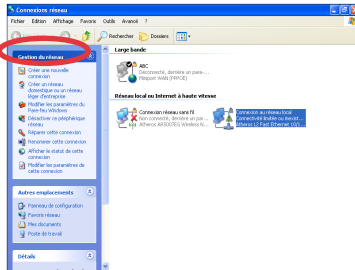 Connexions réseau
Fichier Edition Affichage Favoris Outils Avancé ?
Rechercher Dossiers
Gestion du réseau
Créer une nouvelle
connexion
Créer un réseau
domestique ou un réseau
léger d'entreprise
Modifier les paramètres du
Pare-feu Windows
Désactiver ce périphérique
réseau
Réparer cette connexion
Renommer cette connexion
Afficher le statut de cette
connexion
Modifier les paramètres de
cette connexion
Autres emplacements
Panneau de configuration
Favoris réseau
Mes documents
Poste de travail
Détails
Large bande
ABC
Déconnecté, derrière un pare-...
Miniport WAN (PPPOE)
Réseau local ou Internet à haute vitesse
Connexion réseau sans fil
Non connecté, derrière un par...
Atheros AR5007EG Wireless N...
Connexion au réseau local
Connectivité limitée ou inexist...
Atheros L2 Fast Ethernet 10/1...